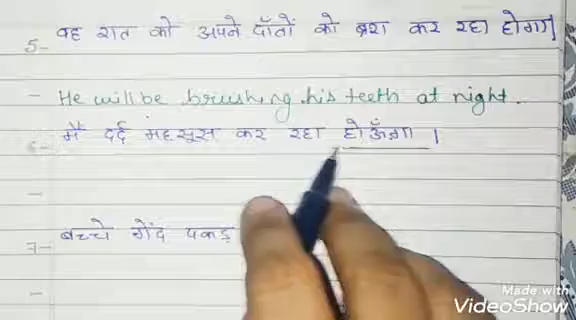 5- वह रात को अपने दाँतों को ब्रश कर रहा होगा।
- He will be brushing his teeth at night.
6- मैं दर्द महसूस कर रहा होऊँगा ।
-
7- बच्चे गेंद पकड़
-
Made with
VideoShow